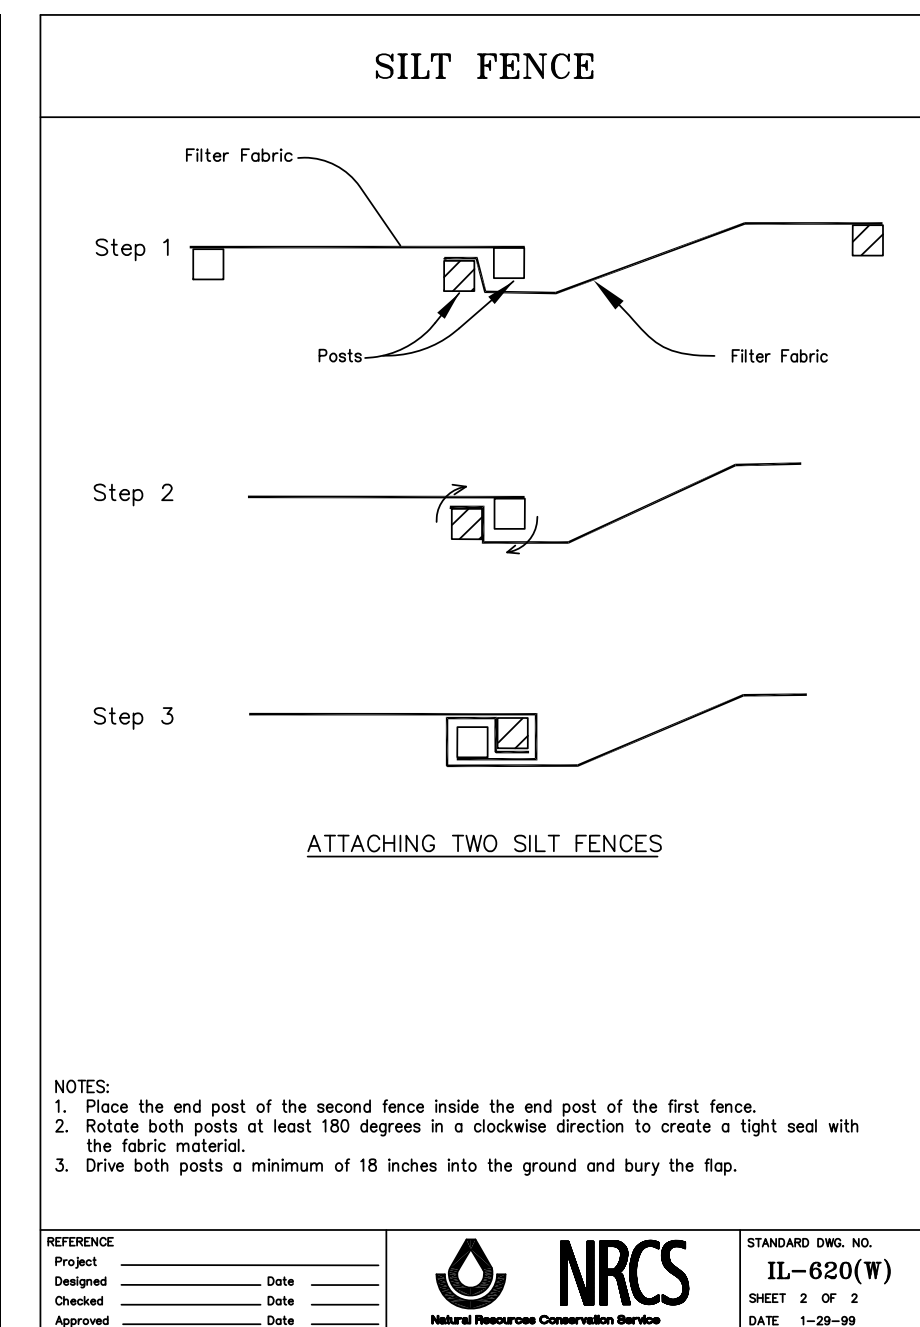 SILT FENCE
Filter Fabric
Step 1
Posts
Filter Fabric
Step 2
Step 3
ATTACHING TWO SILT FENCES
NOTES:
1. Place the end post of the second fence inside the end post of the first fence.
2. Rotate both posts at least 180 degrees in a clockwise direction to create a tight seal with
the fabric material.
3. Drive both posts a minimum of 18 inches into the ground and bury the flap.
REFERENCE
Project
Designed Date
Checked Date
Approved Date
NRCS
Natural Resources Conservation Service
STANDARD DWG. NO.
IL-620(W)
SHEET 2 OF 2
DATE 1-29-99